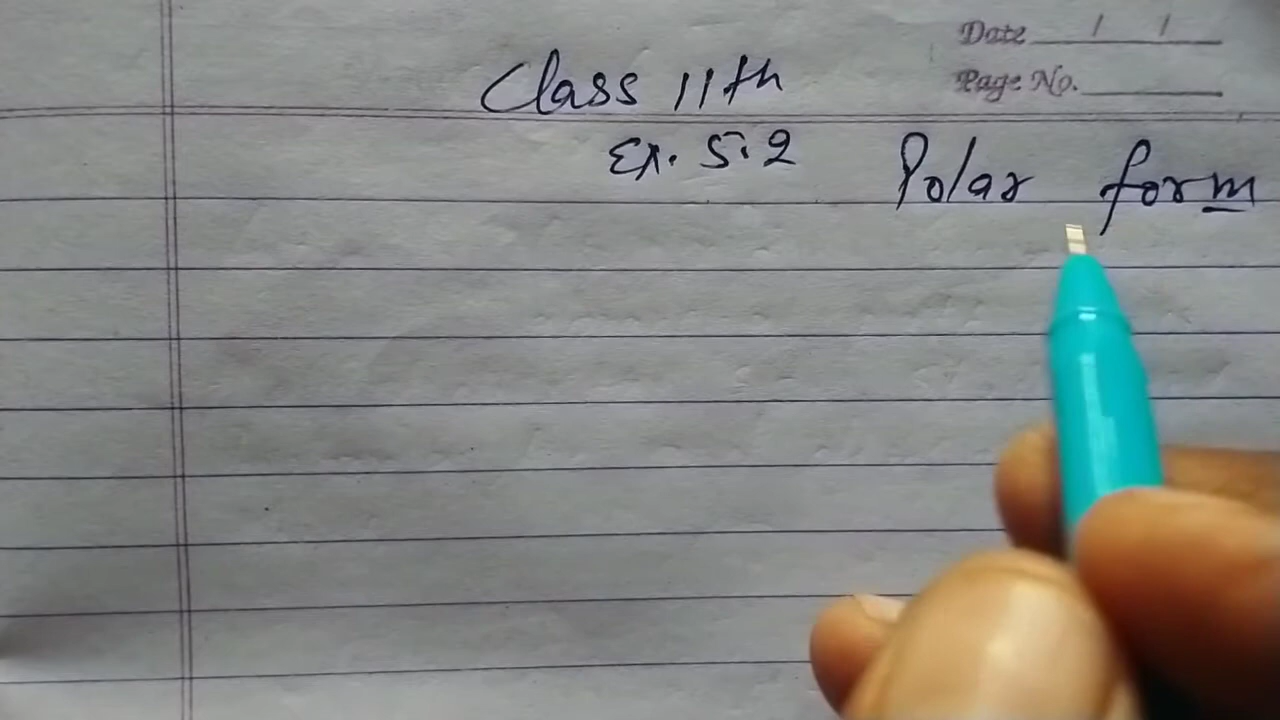 Date / /
Page No.
Class 11th
Ex. 5.2 Polar form